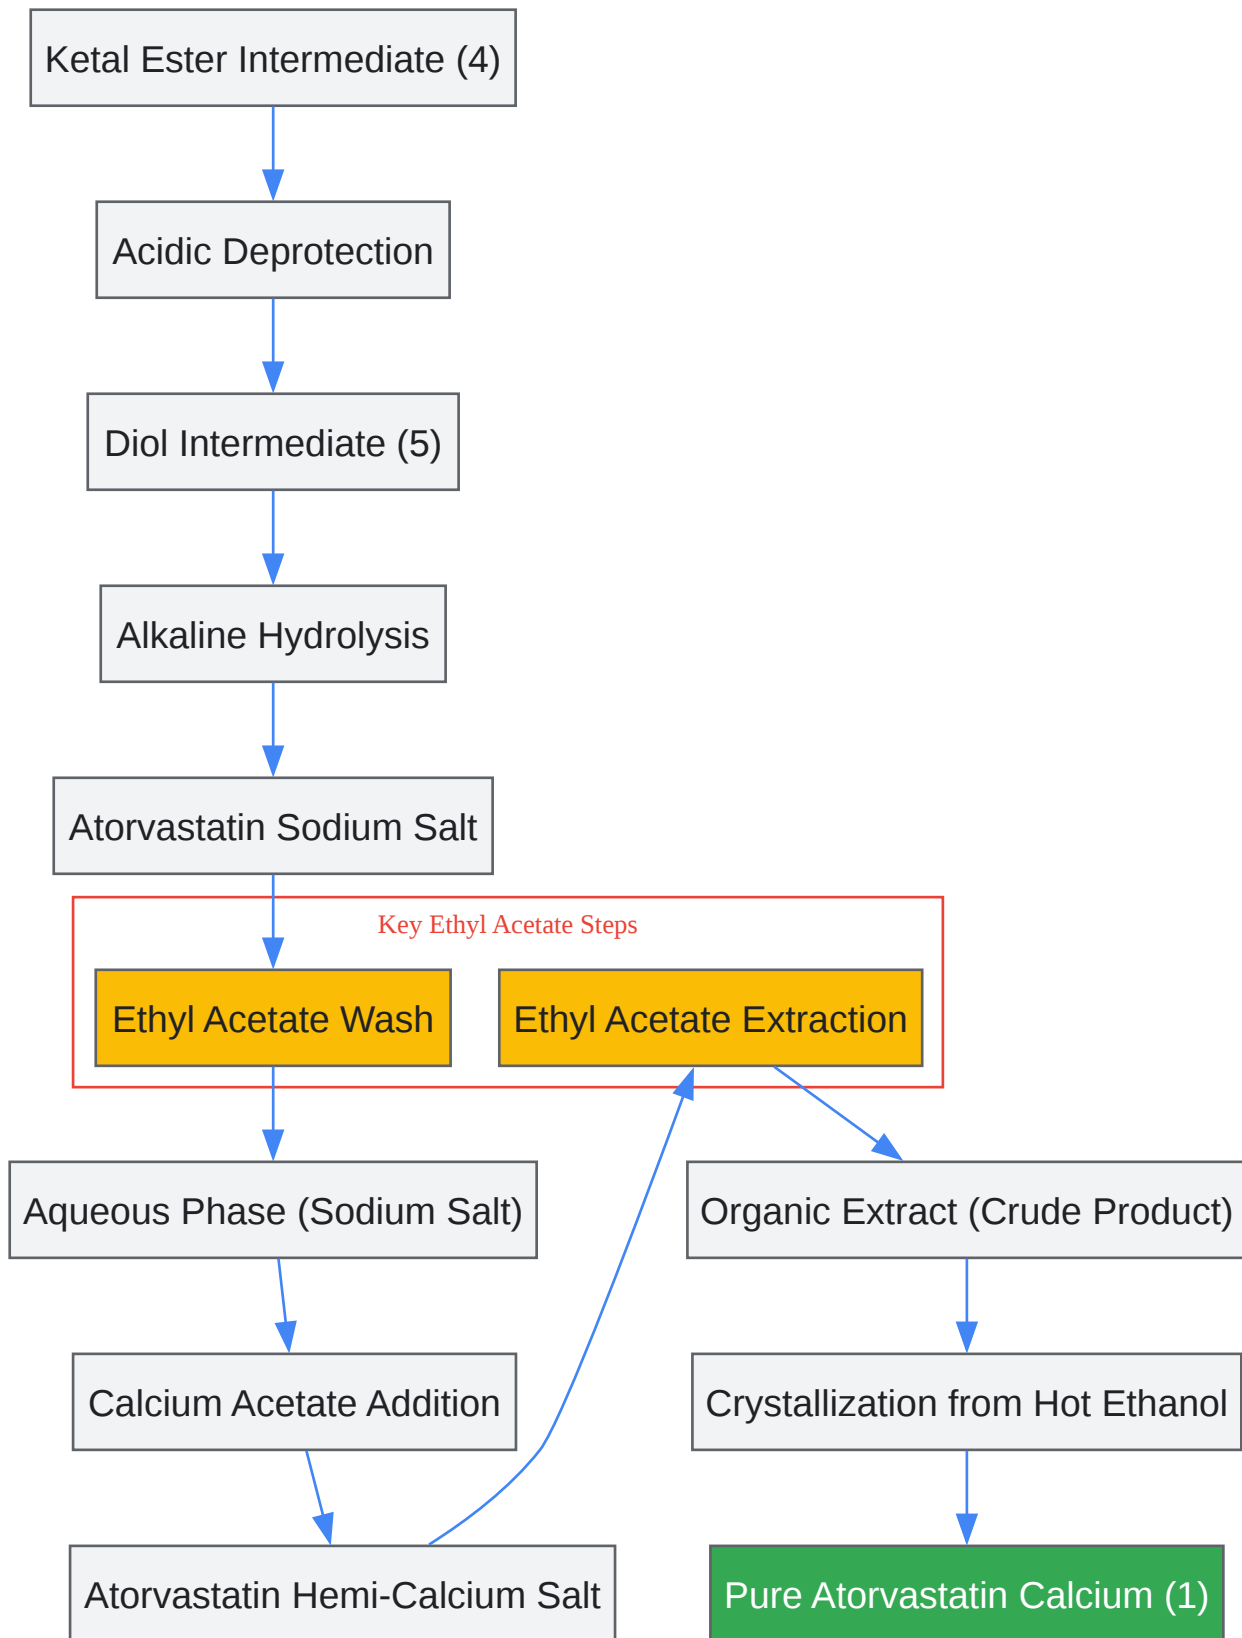 Ketal Ester Intermediate (4)
Acidic Deprotection
Diol Intermediate (5)
Alkaline Hydrolysis
Atorvastatin Sodium Salt
Key Ethyl Acetate Steps
Ethyl Acetate Wash
Ethyl Acetate Extraction
Aqueous Phase (Sodium Salt)
Organic Extract (Crude Product)
Calcium Acetate Addition
Crystallization from Hot Ethanol
Atorvastatin Hemi-Calcium Salt
Pure Atorvastatin Calcium (1)